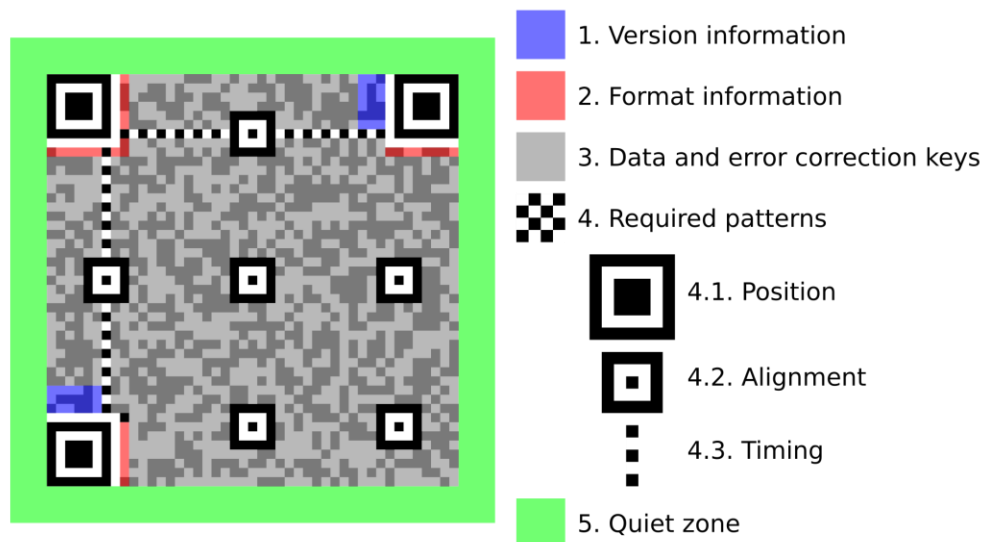 1. Version information
2. Format information
3. Data and error correction keys
4. Required patterns
4.1. Position
4.2. Alignment
4.3. Timing
5. Quiet zone